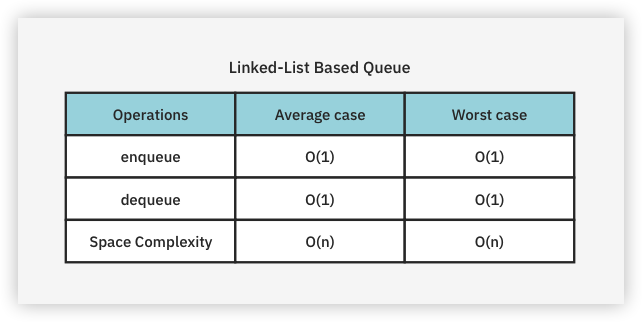 Linked-List Based Queue
Operations Average case Worst case
enqueue O(1) O(1)
dequeue O(1) O(1)
Space Complexity O(n) O(n)